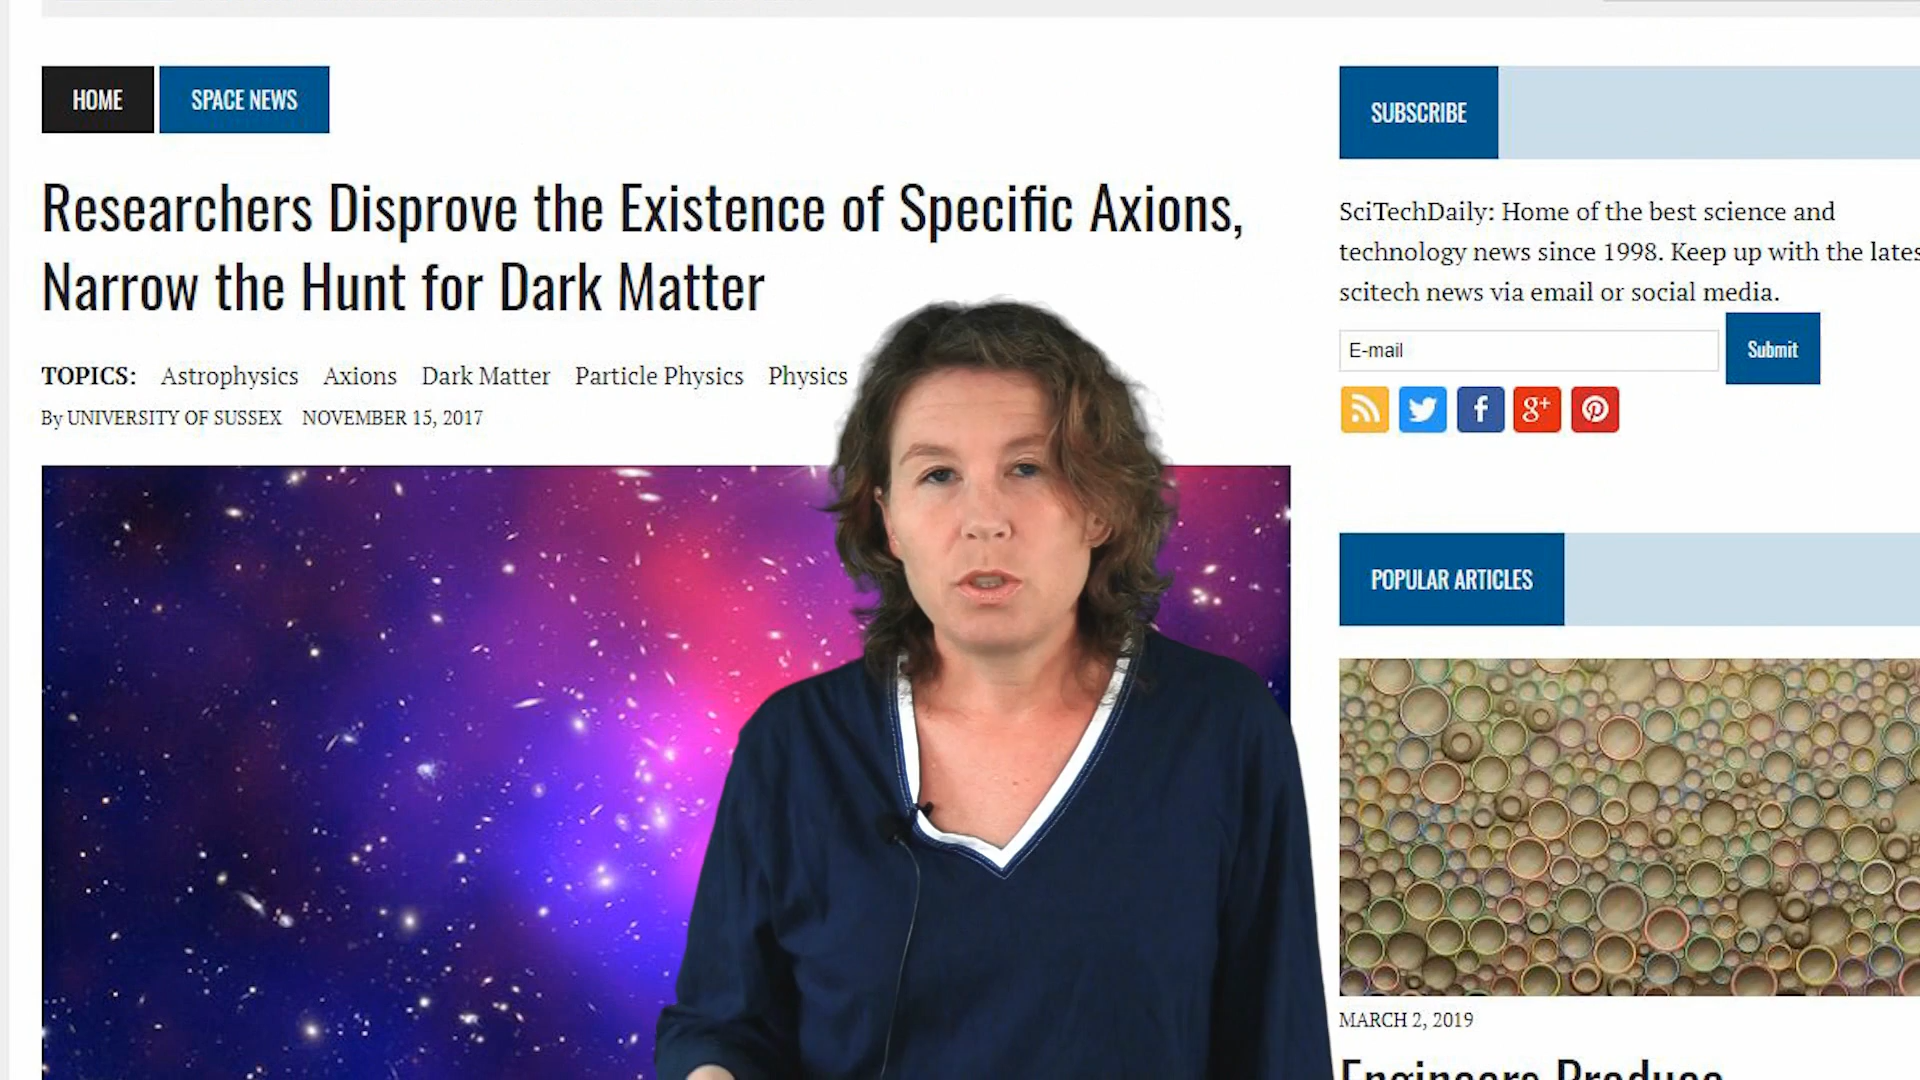 HOME
SPACE NEWS
Researchers Disprove the Existence of Specific Axions,
Narrow the Hunt for Dark Matter
TOPICS: Astrophysics Axions Dark Matter Particle Physics Physics
By UNIVERSITY OF SUSSEX NOVEMBER 15, 2017
SUBSCRIBE
SciTechDaily: Home of the best science and
technology news since 1998. Keep up with the lates
scitech news via email or social media.
E-mail
Submit
f
g+
POPULAR ARTICLES
MARCH 2, 2019
Engineers Produce